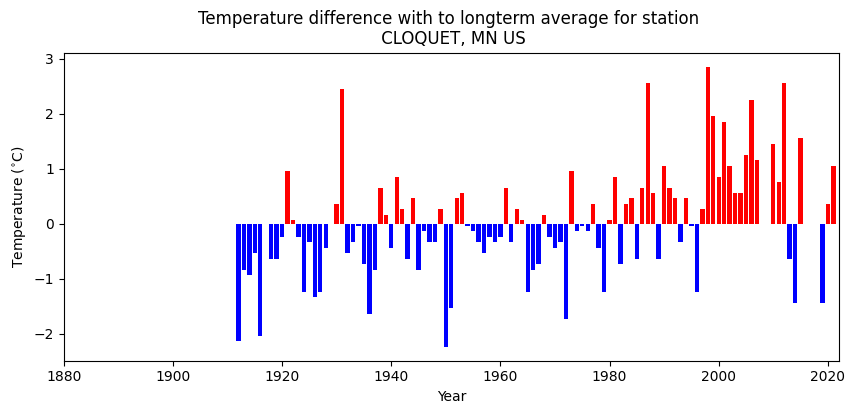 Temperature difference with to longterm average for station
CLOQUET, MN US
3
2
1
0
−1
−2
Temperature (°C)
1880 1900 1920 1940 1960 1980 2000 2020
Year